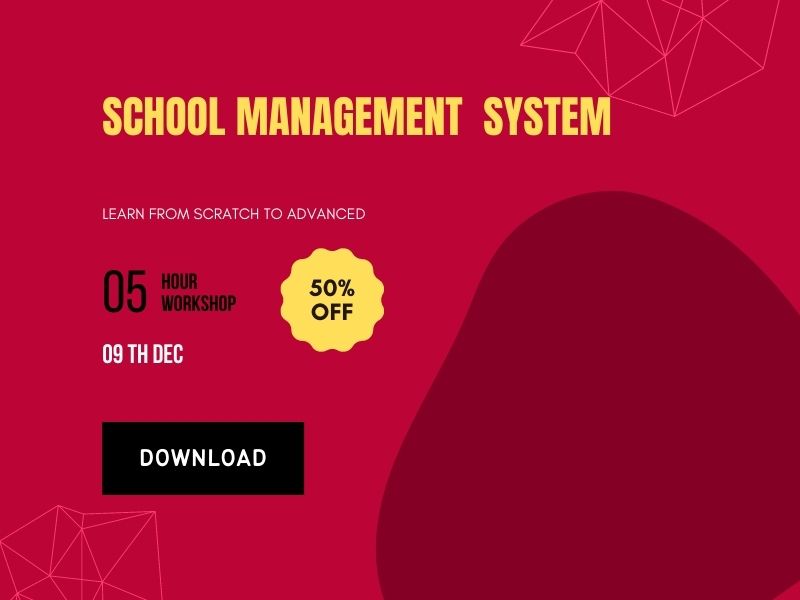 SCHOOL MANAGEMENT SYSTEM
LEARN FROM SCRATCH TO ADVANCED
05 HOUR
WORKSHOP
50%
OFF
09 TH DEC
DOWNLOAD